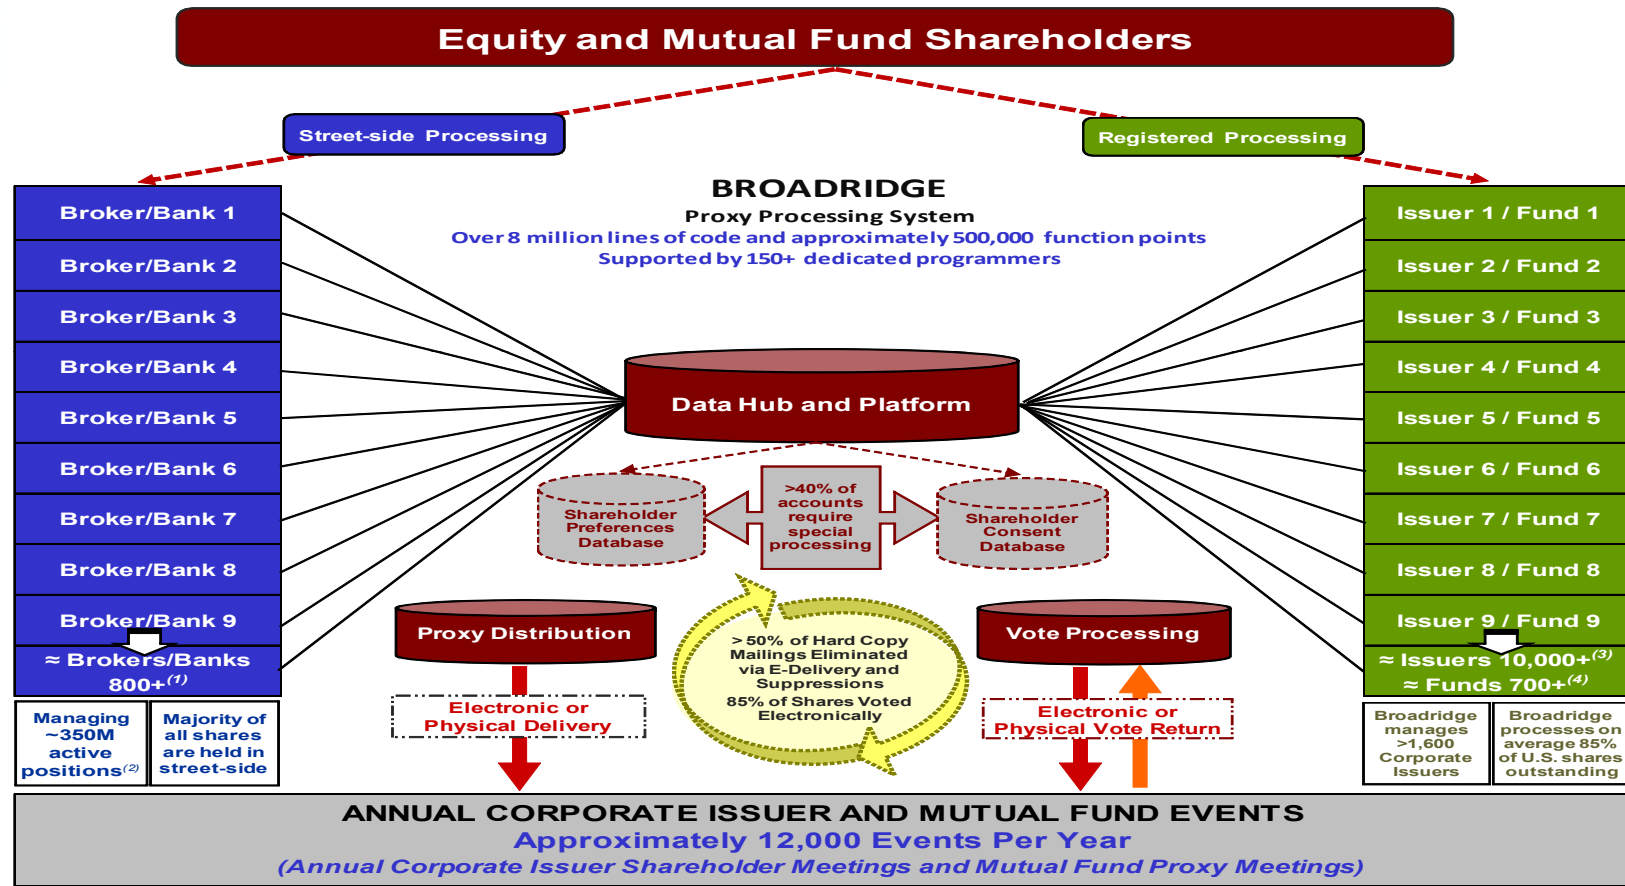 Equity and Mutual Fund Shareholders
Street-side Processing
Registered Processing
BROADRIDGE
Proxy Processing System
Over 8 million lines of code and approximately 500,000 function points
Supported by 150+ dedicated programmers
Broker/Bank 1
Broker/Bank 2
Broker/Bank 3
Broker/Bank 4
Broker/Bank 5
Broker/Bank 6
Broker/Bank 7
Broker/Bank 8
Broker/Bank 9
≈ Brokers/Banks
800+(1)
Managing
~350M
active
positions(2)
Majority of
all shares
are held in
street-side
Data Hub and Platform
Shareholder
Preferences
Database
>40% of
accounts
require
special
processing
Shareholder
Consent
Database
Proxy Distribution
Electronic or
Physical Delivery
> 50% of Hard Copy
Mailings Eliminated
via E-Delivery and
Suppressions
85% of Shares Voted
Electronically
Vote Processing
Electronic or
Physical Vote Return
Issuer 1 / Fund 1
Issuer 2 / Fund 2
Issuer 3 / Fund 3
Issuer 4 / Fund 4
Issuer 5 / Fund 5
Issuer 6 / Fund 6
Issuer 7 / Fund 7
Issuer 8 / Fund 8
Issuer 9 / Fund 9
≈ Issuers 10,000+(3)
≈ Funds 700+(4)
Broadridge
manages
>1,600
Corporate
Issuers
Broadridge
processes on
average 85%
of U.S. shares
outstanding
ANNUAL CORPORATE ISSUER AND MUTUAL FUND EVENTS
Approximately 12,000 Events Per Year
(Annual Corporate Issuer Shareholder Meetings and Mutual Fund Proxy Meetings)